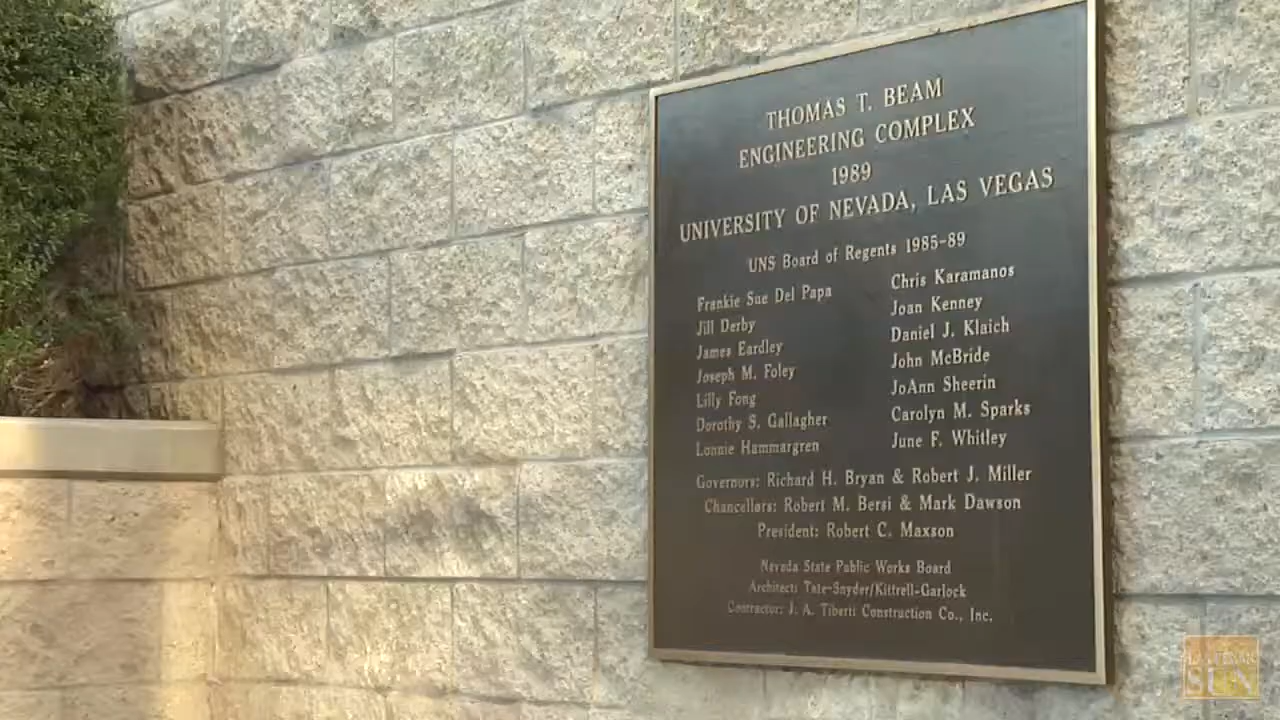 THOMAS T. BEAM
ENGINEERING COMPLEX
1989
UNIVERSITY OF NEVADA, LAS VEGAS
UNS Board of Regents 1985-89
Frankie Sue Del Papa
Jill Derby
James Eardley
Joseph M. Foley
Lilly Fong
Dorothy S. Gallagher
Lonnie Hammargren
Chris Karamanos
Joan Kenney
Daniel J. Klaich
John McBride
JoAnn Sheerin
Carolyn M. Sparks
June F. Whitley
Governors: Richard H. Bryan & Robert J. Miller
Chancellors: Robert M. Bersi & Mark Dawson
President: Robert C. Maxson
Nevada State Public Works Board
Architect: Tate-Snyder/Kittrell-Garlock
Contractor: J. A. Tiberti Construction Co., Inc.
LAS VEGAS
SUN